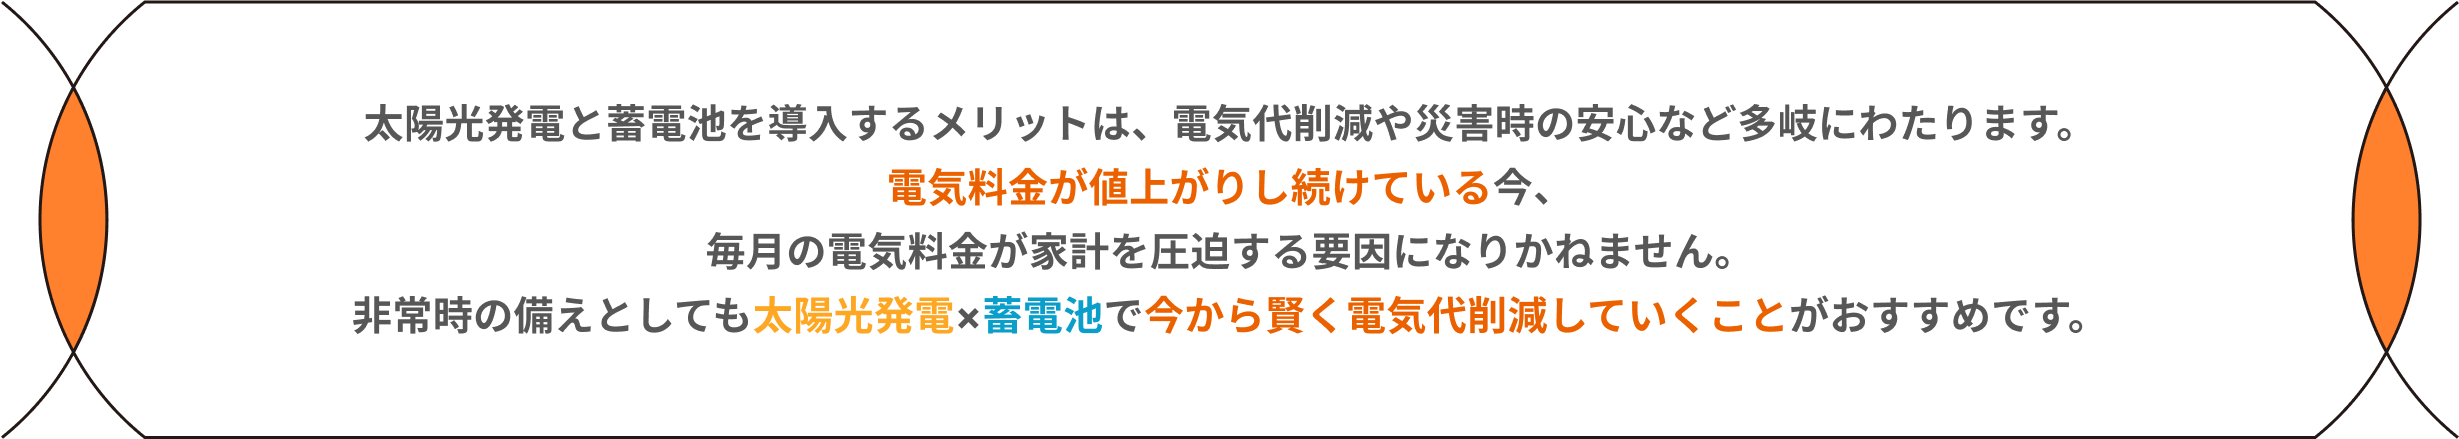 太陽光発電と蓄電池を導入するメリットは、電気代削減や災害時の安心など多岐にわたります。
電気料金が値上がりし続けている今、
毎月の電気料金が家計を圧迫する要因になりかねません。
非常時の備えとしても太陽光発電×蓄電池で今から賢く電気代削減していくことがおすすめです。